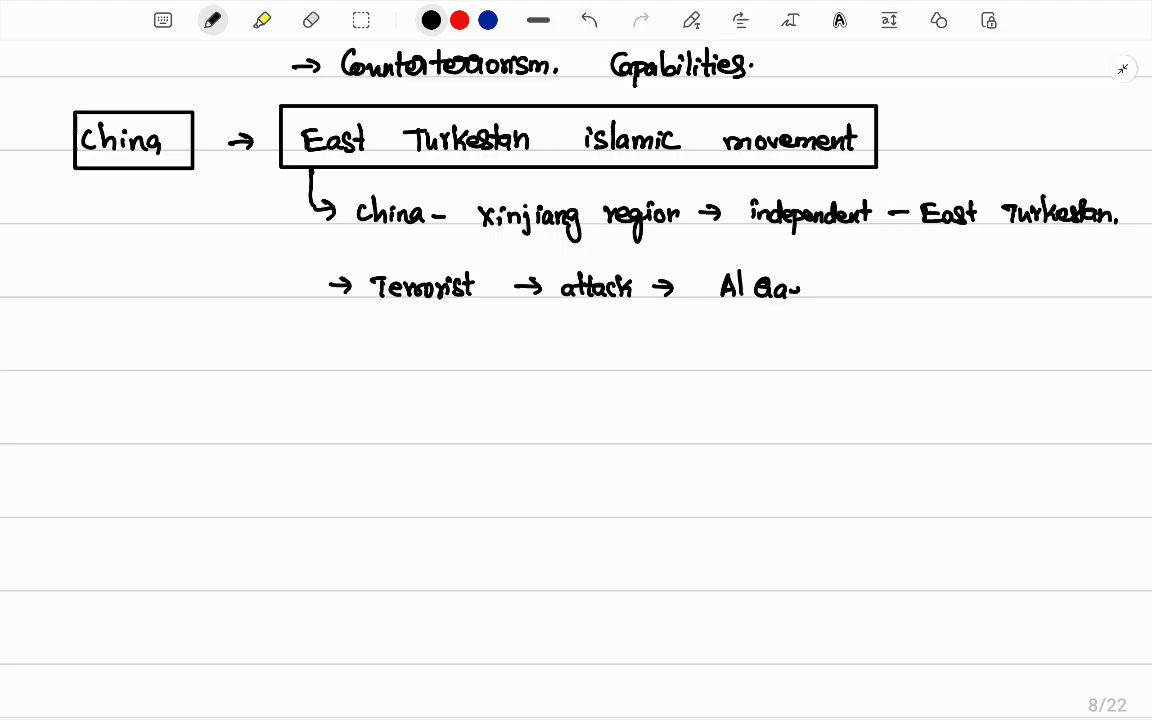 → Counterterrorism. Capabilities.
China → East Turkestan islamic movement
China - Xinjiang region → independent - East Turkestan.
→ Terrorist → attack → Al Qa
8/22